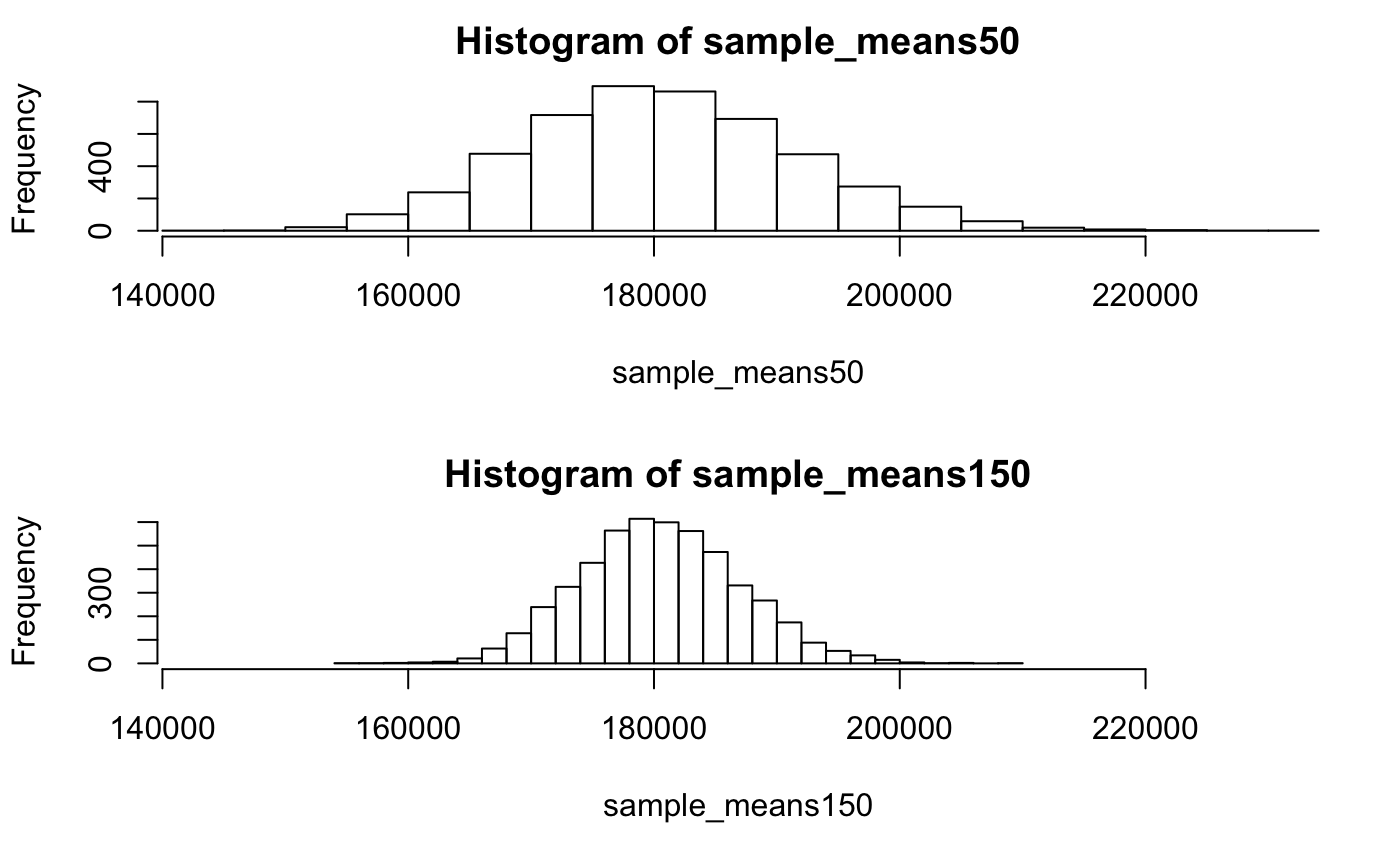 Histogram of sample_means50
Frequency
400
0
140000 160000 180000 200000 220000
sample_means50
Histogram of sample_means150
Frequency
300
0
140000 160000 180000 200000 220000
sample_means150